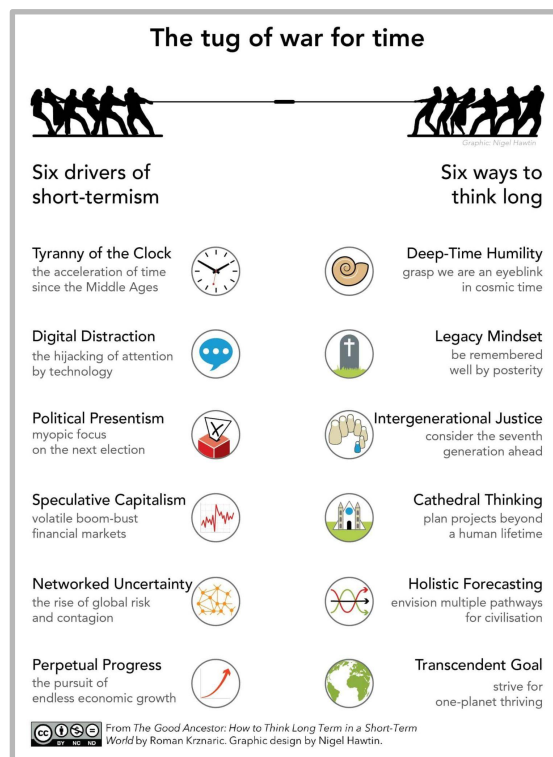 The tug of war for time
Graphic: Nigel Hawtin
Six drivers of
short-termism
Six ways to
think long
Tyranny of the Clock
the acceleration of time
since the Middle Ages
Deep-Time Humility
grasp we are an eyeblink
in cosmic time
Digital Distraction
the hijacking of attention
by technology
Legacy Mindset
be remembered
well by posterity
Political Presentism
myopic focus
on the next election
Intergenerational Justice
consider the seventh
generation ahead
Speculative Capitalism
volatile boom-bust
financial markets
Cathedral Thinking
plan projects beyond
a human lifetime
Networked Uncertainty
the rise of global risk
and contagion
Holistic Forecasting
envision multiple pathways
for civilisation
Perpetual Progress
the pursuit of
endless economic growth
Transcendent Goal
strive for
one-planet thriving
cc BY NC ND
From The Good Ancestor: How to Think Long Term in a Short-Term
World by Roman Krznaric. Graphic design by Nigel Hawtin.